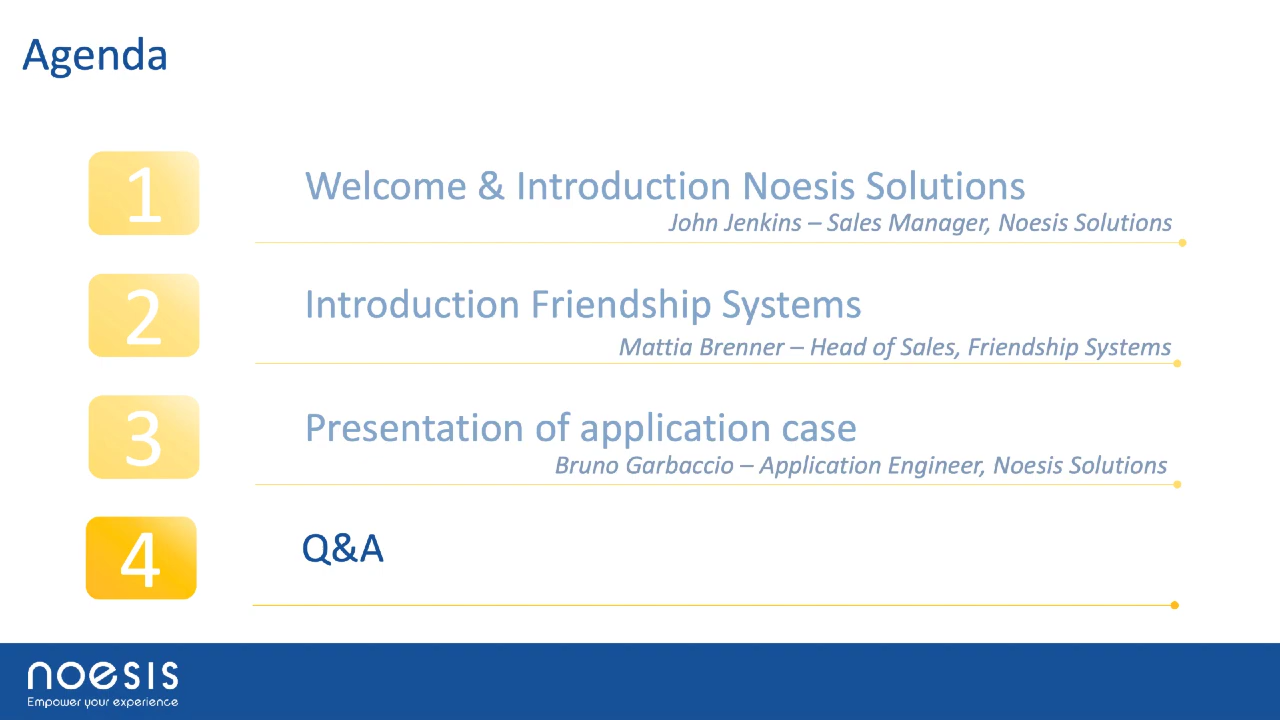 Agenda
1
Welcome & Introduction Noesis Solutions
John Jenkins – Sales Manager, Noesis Solutions
2
Introduction Friendship Systems
Mattia Brenner – Head of Sales, Friendship Systems
3
Presentation of application case
Bruno Garbaccio – Application Engineer, Noesis Solutions
4
Q&A
noesis
Empower your experience